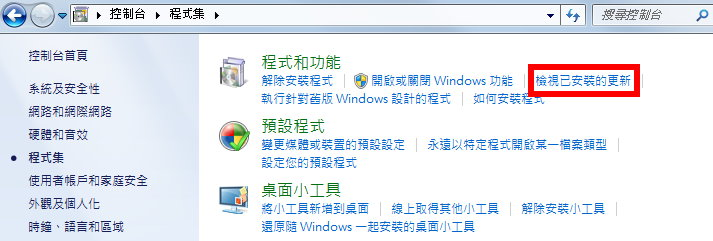 控制台 程式集 搜尋控制台
控制台首頁
系統及安全性
網路和網際網路
硬體和音效
程式集
使用者帳戶和家庭安全
外觀及個人化
時鐘、語言和區域
程式和功能
解除安裝程式 開啟或關閉 Windows 功能 檢視已安裝的更新
執行針對舊版 Windows 設計的程式 如何安裝程式
預設程式
變更媒體或裝置的預設設定 永遠以特定程式開啟某一檔案類型
設定您的預設程式
桌面小工具
將小工具新增到桌面 線上取得其他小工具 解除安裝小工具
還原隨 Windows 一起安裝的桌面小工具